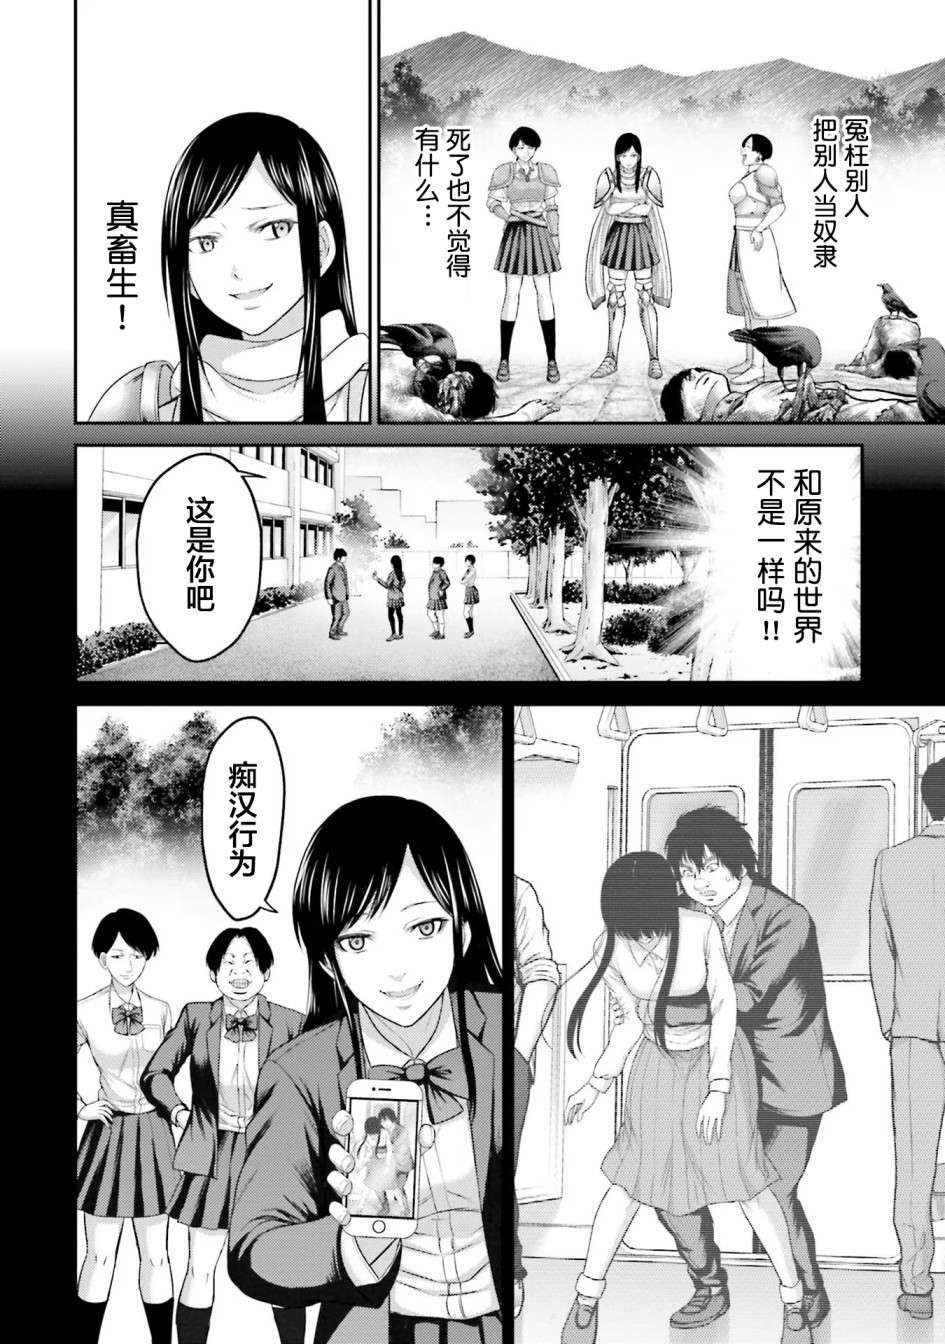 冤枉别人
把别人当奴隶
死了也不觉得
有什么…
真畜生！
和原来的世界
不是一样吗!!
这是你吧
痴汉行为